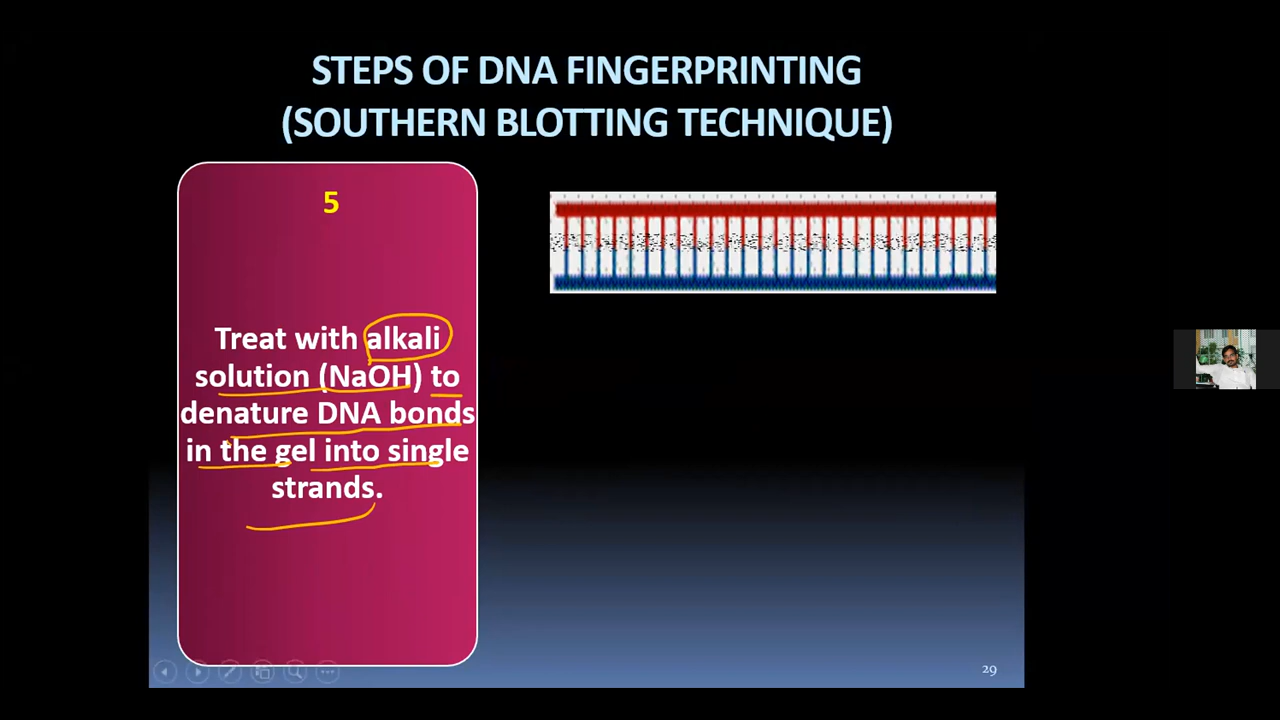 STEPS OF DNA FINGERPRINTING
(SOUTHERN BLOTTING TECHNIQUE)
5
Treat with alkali
solution (NaOH) to
denature DNA bonds
in the gel into single
strands.
29